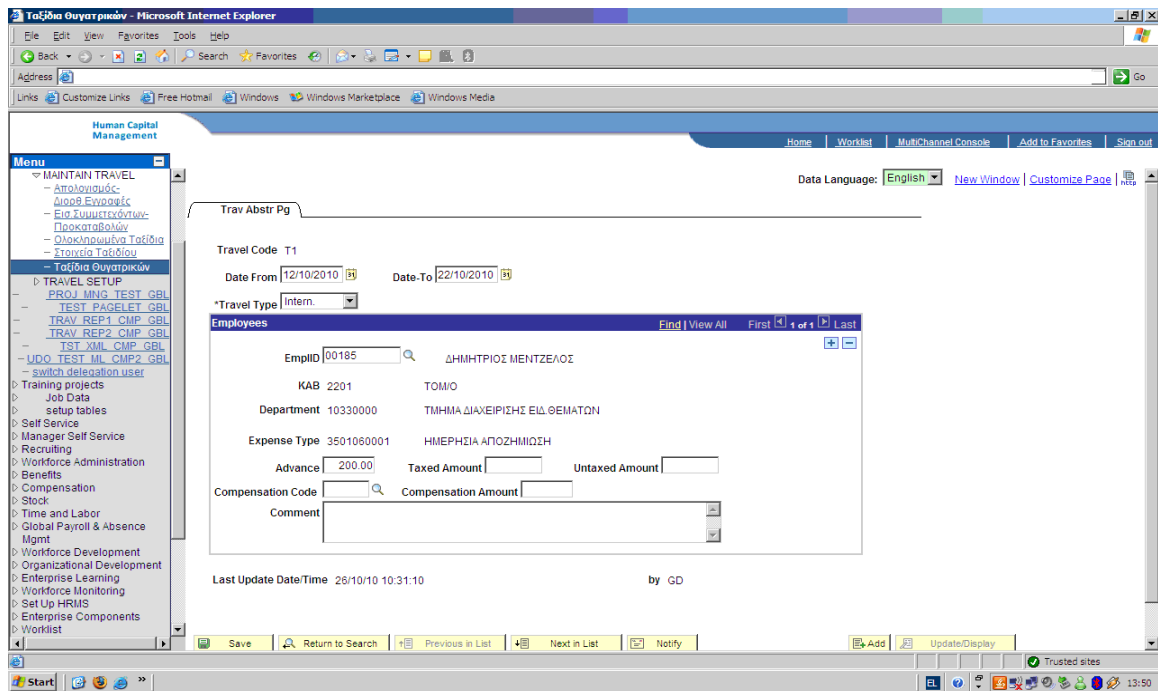 Ταξίδια Θυγατρικών - Microsoft Internet Explorer
File Edit View Favorites Tools Help
Back Search Favorites
Address Go
Links Customize Links Free Hotmail Windows Windows Marketplace Windows Media
Human Capital
Management
Home Worklist MultiChannel Console Add to Favorites Sign out
Menu
MAINTAIN TRAVEL
Απολογισμός-
Διορθ.Εγγραφές
Εισ.Συμμετεχόντων-
Προκαταβολών
Ολοκληρωμένα Ταξίδια
Στοιχεία Ταξιδίου
Ταξίδια Θυγατρικών
TRAVEL SETUP
PROJ_MNG_TEST_GBL
TEST_PAGELET_GBL
TRAV_REP1_CMP_GBL
TRAV_REP2_CMP_GBL
TST_XML_CMP_GBL
UDO_TEST_ML_CMP2_GBL
switch delegation user
Training projects
Job Data
setup tables
Self Service
Manager Self Service
Recruiting
Workforce Administration
Benefits
Compensation
Stock
Time and Labor
Global Payroll & Absence
Mgmt
Workforce Development
Organizational Development
Enterprise Learning
Workforce Monitoring
Set Up HRMS
Enterprise Components
Worklist
Data Language: English New Window | Customize Page | http
Trav Abstr Pg
Travel Code T1
Date From 12/10/2010 31 Date-To 22/10/2010 31
*Travel Type Intern.
Employees Find | View All First 1 of 1 Last
EmplID 00185 ΔΗΜΗΤΡΙΟΣ ΜΕΝΤΖΕΛΟΣ
KAB 2201 ΤΟΜ/Ο
Department 10330000 ΤΜΗΜΑ ΔΙΑΧΕΙΡΙΣΗΣ ΕΙΔ.ΘΕΜΑΤΩΝ
Expense Type 3501060001 ΗΜΕΡΗΣΙΑ ΑΠΟΖΗΜΙΩΣΗ
Advance 200.00 Taxed Amount Untaxed Amount
Compensation Code Compensation Amount
Comment
Last Update Date/Time 26/10/10 10:31:10 by GD
Save Return to Search Previous in List Next in List Notify Add Update/Display
Trusted sites
Start » EL 13:50